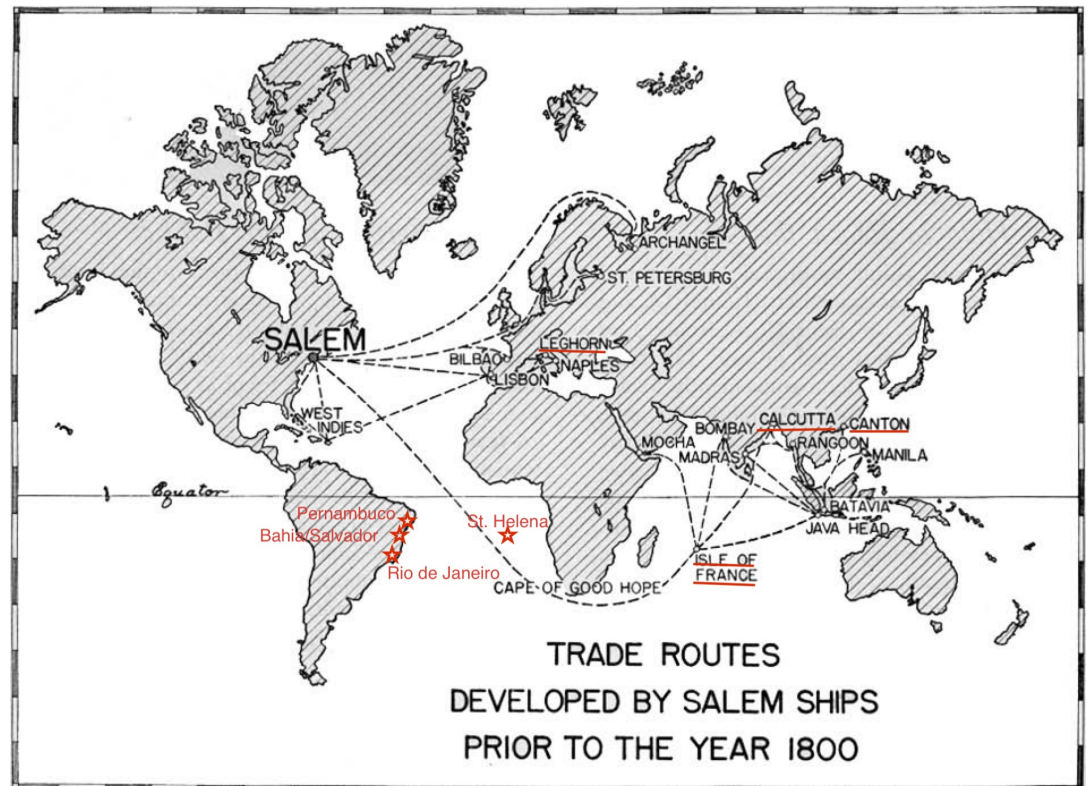 ARCHANGEL
ST. PETERSBURG
SALEM
LEGHORN
BILBAO
NAPLES
LISBON
WEST
INDIES
CALCUTTA
CANTON
BOMBAY
MOCHA
RANGOON
MADRAS
MANILA
Equator
Pernambuco
St. Helena
BATAVIA
Bahia/Salvador
JAVA HEAD
ISLE OF
FRANCE
Rio de Janeiro
CAPE OF GOOD HOPE
TRADE ROUTES
DEVELOPED BY SALEM SHIPS
PRIOR TO THE YEAR 1800